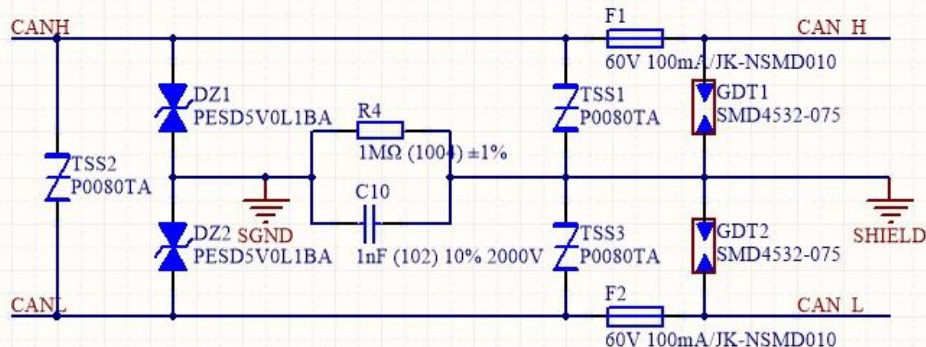 F1
CANH
CAN_H
60V 100mA/JK-NSMD010
DZ1
PESD5V0L1BA
TSS1
P0080TA
GDT1
SMD4532-075
R4
1MΩ (1004) ±1%
TSS2
P0080TA
C10
SGND
SHIELD
DZ2
PESD5V0L1BA
1nF (102) 10% 2000V
TSS3
P0080TA
GDT2
SMD4532-075
F2
CANL
CAN_L
60V 100mA/JK-NSMD010